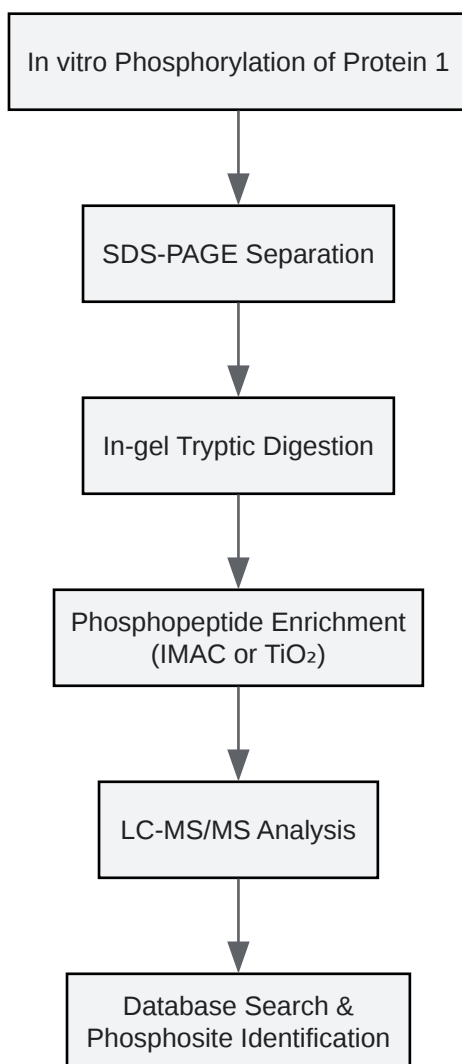 In vitro Phosphorylation of Protein 1
SDS-PAGE Separation
In-gel Tryptic Digestion
Phosphopeptide Enrichment
(IMAC or TiO₂)
LC-MS/MS Analysis
Database Search &
Phosphosite Identification